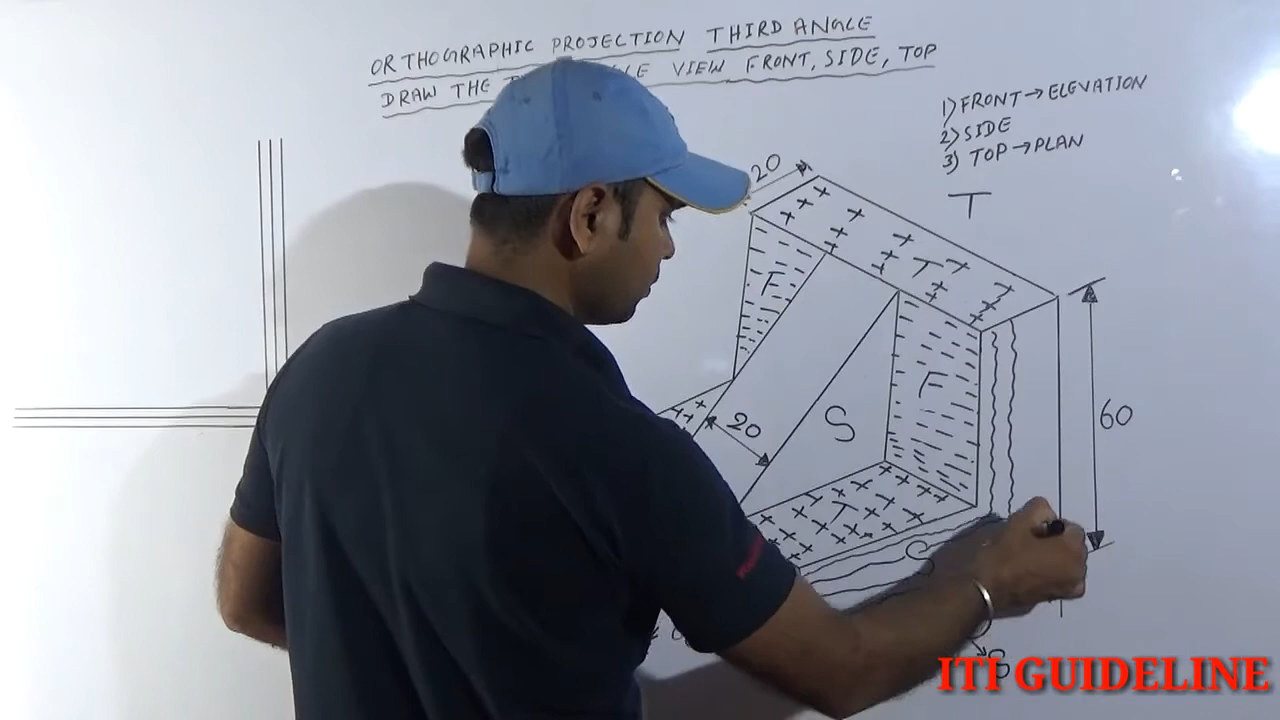 ORTHOGRAPHIC PROJECTION THIRD ANGLE
DRAW THE VIEW FRONT, SIDE, TOP
1) FRONT → ELEVATION
2) SIDE
3) TOP → PLAN
T
20
T
F
F
60
20
S
T
S
ITI GUIDELINE